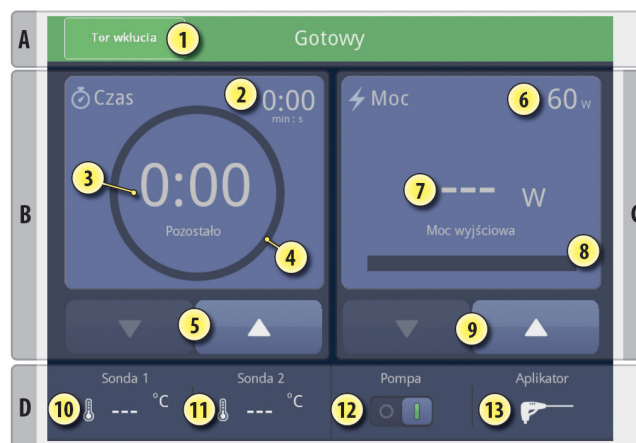 A
Tor wkłucia 1 Gotowy
B
Czas 2 0:00
min : s
3 0:00
Pozostało
4
5
Moc 6 60 w
7 --- W
Moc wyjściowa
8
9
C
D
Sonda 1 Sonda 2 Pompa Aplikator
10 --- °C 11 --- °C 12 13